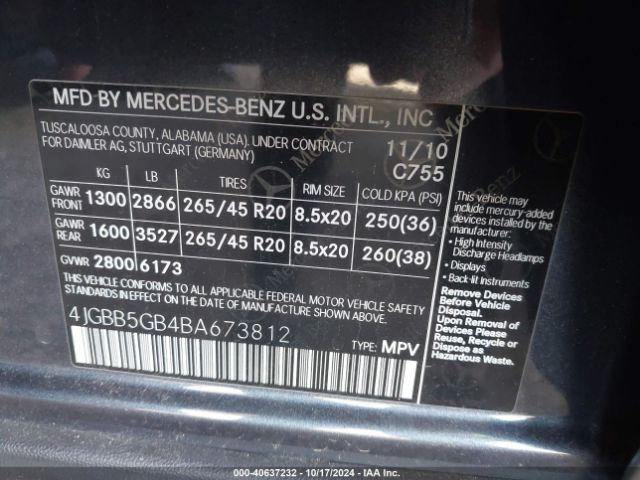 MFD BY MERCEDES-BENZ U.S. INTL., INC
TUSCALOOSA COUNTY, ALABAMA (USA). UNDER CONTRACT
FOR DAIMLER AG, STUTTGART (GERMANY)
11/10
C755
KG LB TIRES RIM SIZE COLD KPA (PSI)
GAWR FRONT 1300 2866 265/45 R20 8.5x20 250(36)
GAWR REAR 1600 3527 265/45 R20 8.5x20 260(38)
GVWR 2800 6173
THIS VEHICLE CONFORMS TO ALL APPLICABLE FEDERAL MOTOR VEHICLE SAFETY
STANDARDS IN EFFECT ON THE DATE OF MANUFACTURE SHOWN ABOVE.
4JGBB5GB4BA673812
TYPE: MPV
This vehicle may
include mercury-added
devices installed by
the manufacturer:
• High Intensity
Discharge Headlamps
• Displays
• Back-lit Instruments
Remove Devices
Before Vehicle
Disposal.
Upon Removal of
Devices Please
Reuse, Recycle or
Dispose as
Hazardous Waste.
000-40637232 - 10/17/2024 - IAA Inc.